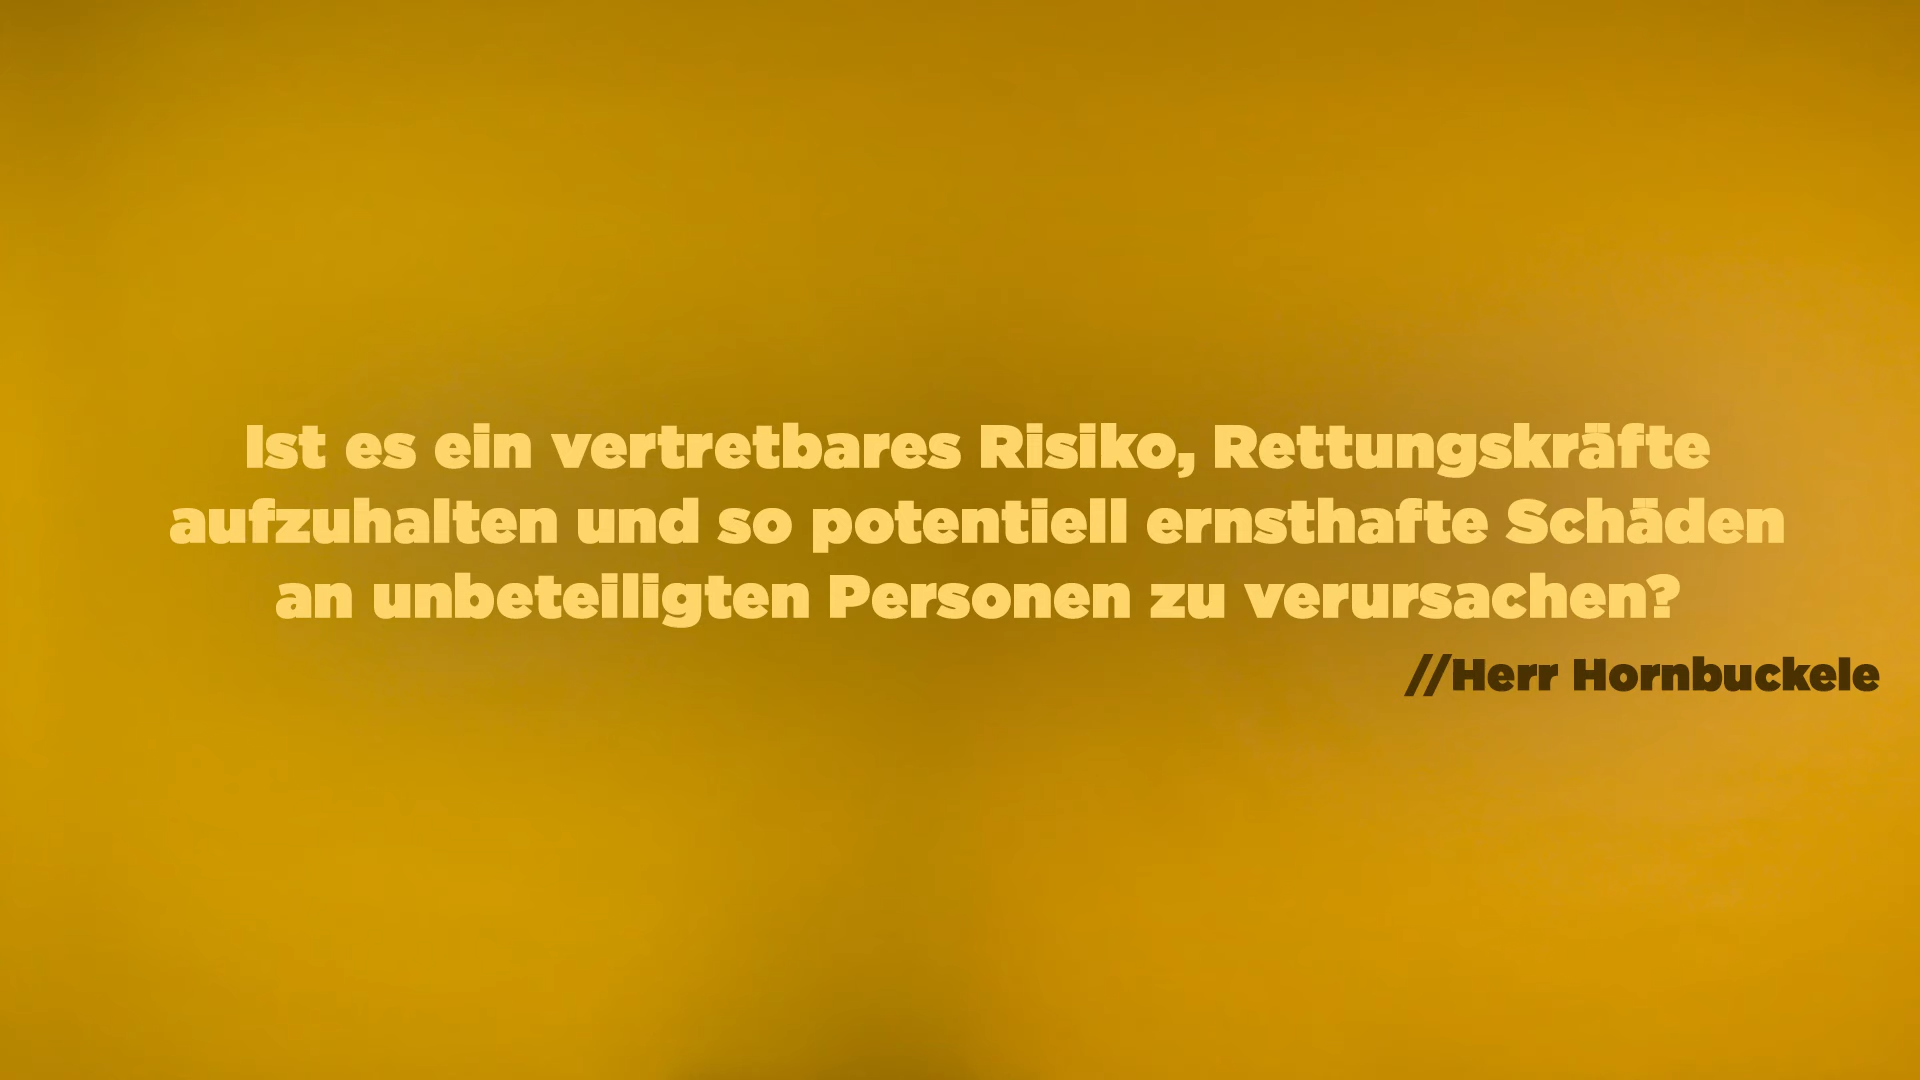 Ist es ein vertretbares Risiko, Rettungskräfte
aufzuhalten und so potentiell ernsthafte Schäden
an unbeteiligten Personen zu verursachen?
//Herr Hornbuckele